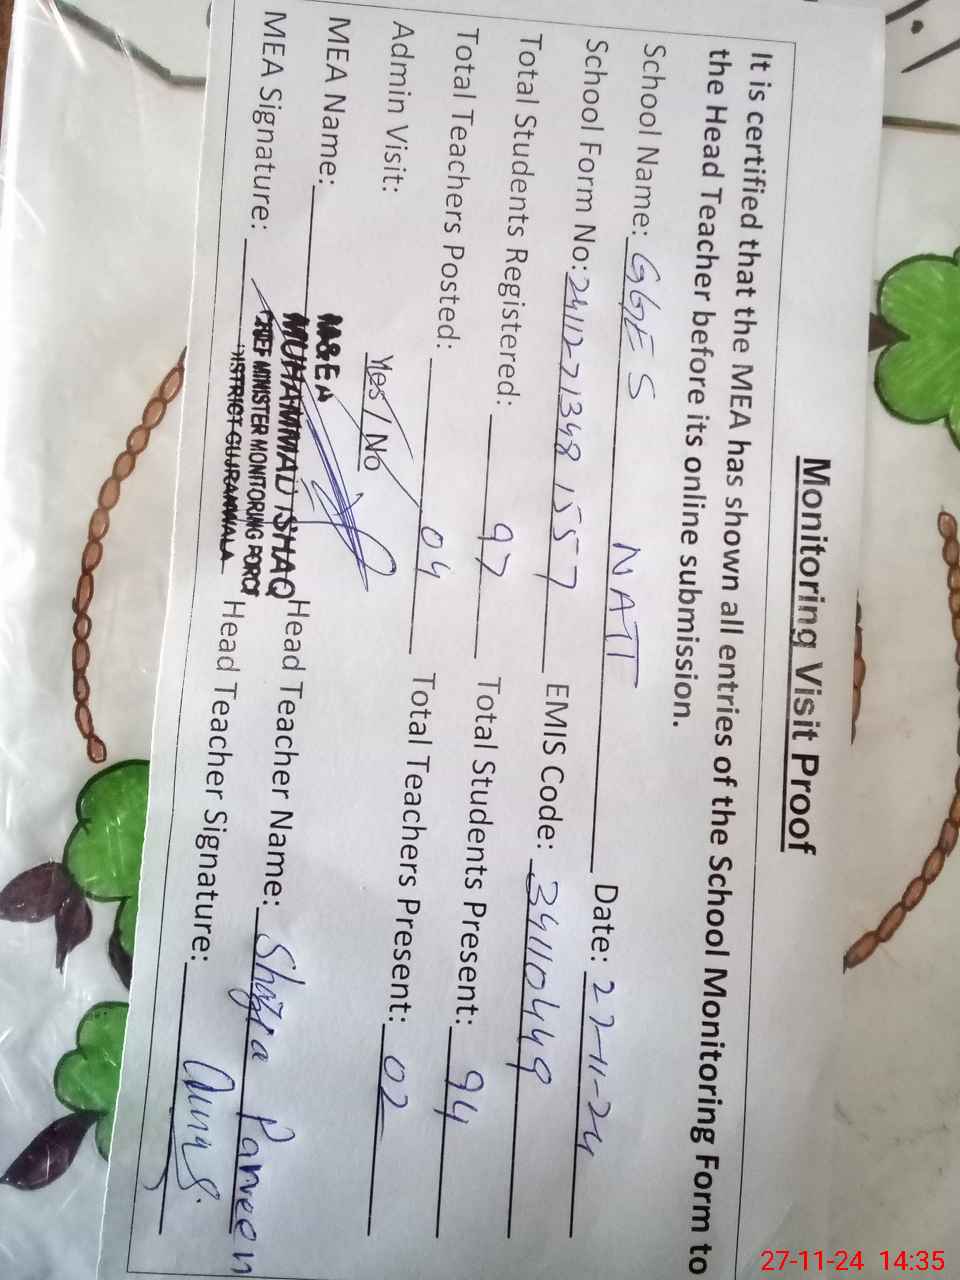 Monitoring Visit Proof
It is certified that the MEA has shown all entries of the School Monitoring Form to
the Head Teacher before its online submission.
School Name: GGES NATT Date: 27-11-24
School Form No: 2411271348 1557 EMIS Code: 34110449
Total Students Registered: 97 Total Students Present: 94
Total Teachers Posted: 04 Total Teachers Present: 02
Admin Visit: Yes / No
MEA Name: M&EA Head Teacher Name: Shazia Parveen
MUHAMMAD ISHAQ
MEA Signature: Head Teacher Signature:
CHIEF MINISTER MONITORING FORCE
DISTRICT GUJRANWALA
27-11-24 14:35